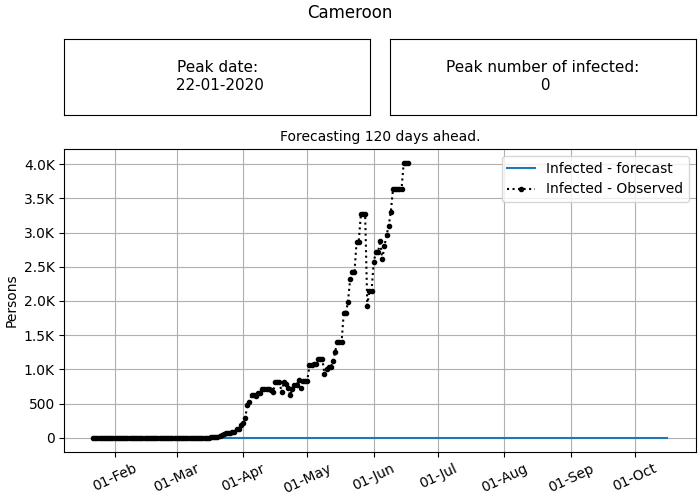 Cameroon
Peak date:
22-01-2020
Peak number of infected:
0
Forecasting 120 days ahead.
Infected - forecast
Infected - Observed
Persons
4.0K
3.5K
3.0K
2.5K
2.0K
1.5K
1.0K
500
0
01-Feb
01-Mar
01-Apr
01-May
01-Jun
01-Jul
01-Aug
01-Sep
01-Oct